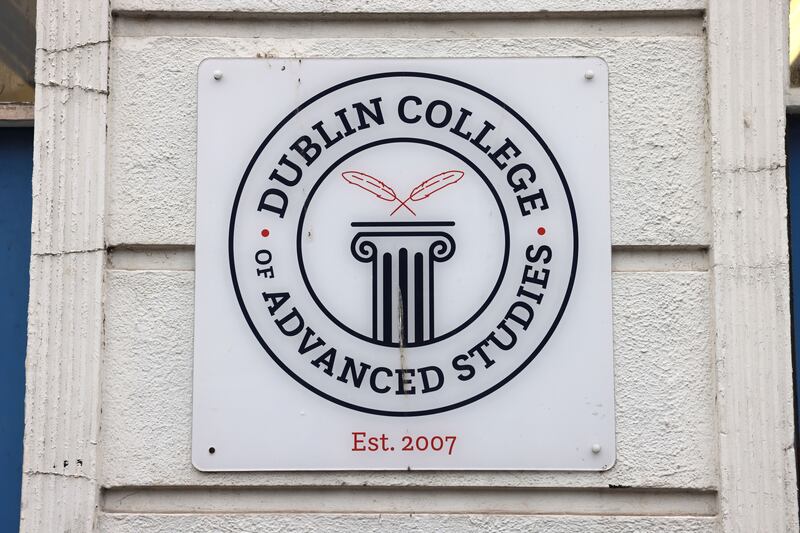 DUBLIN COLLEGE
OF ADVANCED STUDIES
Est. 2007